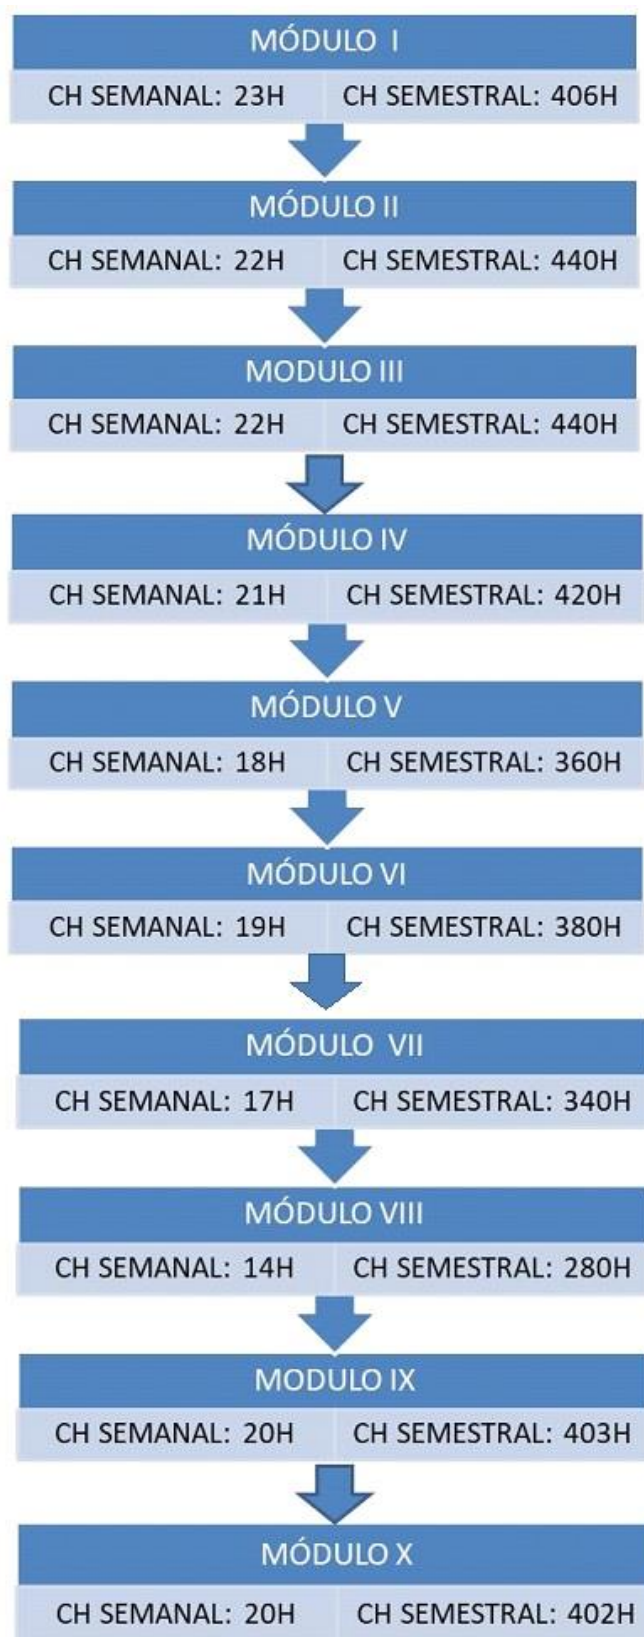 MÓDULO I
CH SEMANAL: 23H CH SEMESTRAL: 406H
MÓDULO II
CH SEMANAL: 22H CH SEMESTRAL: 440H
MODULO III
CH SEMANAL: 22H CH SEMESTRAL: 440H
MÓDULO IV
CH SEMANAL: 21H CH SEMESTRAL: 420H
MÓDULO V
CH SEMANAL: 18H CH SEMESTRAL: 360H
MÓDULO VI
CH SEMANAL: 19H CH SEMESTRAL: 380H
MÓDULO VII
CH SEMANAL: 17H CH SEMESTRAL: 340H
MÓDULO VIII
CH SEMANAL: 14H CH SEMESTRAL: 280H
MODULO IX
CH SEMANAL: 20H CH SEMESTRAL: 403H
MÓDULO X
CH SEMANAL: 20H CH SEMESTRAL: 402H